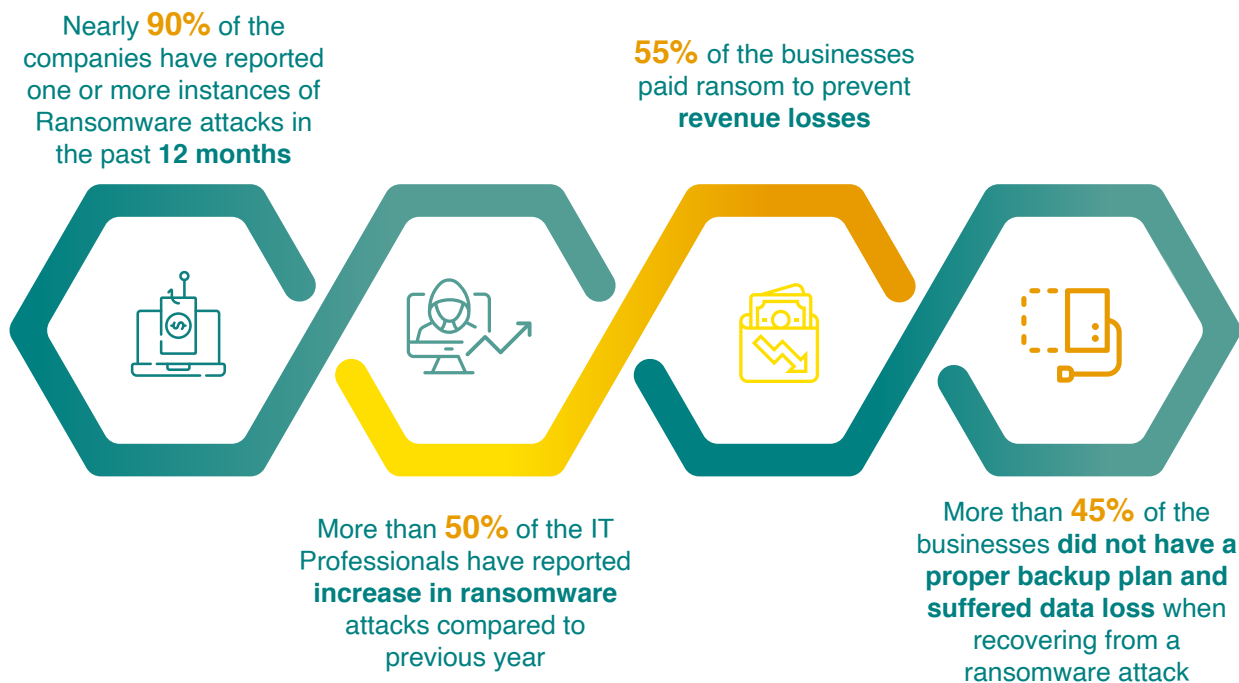 Nearly 90% of the
companies have reported
one or more instances of
Ransomware attacks in
the past 12 months
55% of the businesses
paid ransom to prevent
revenue losses
More than 50% of the IT
Professionals have reported
increase in ransomware
attacks compared to
previous year
More than 45% of the
businesses did not have a
proper backup plan and
suffered data loss when
recovering from a
ransomware attack